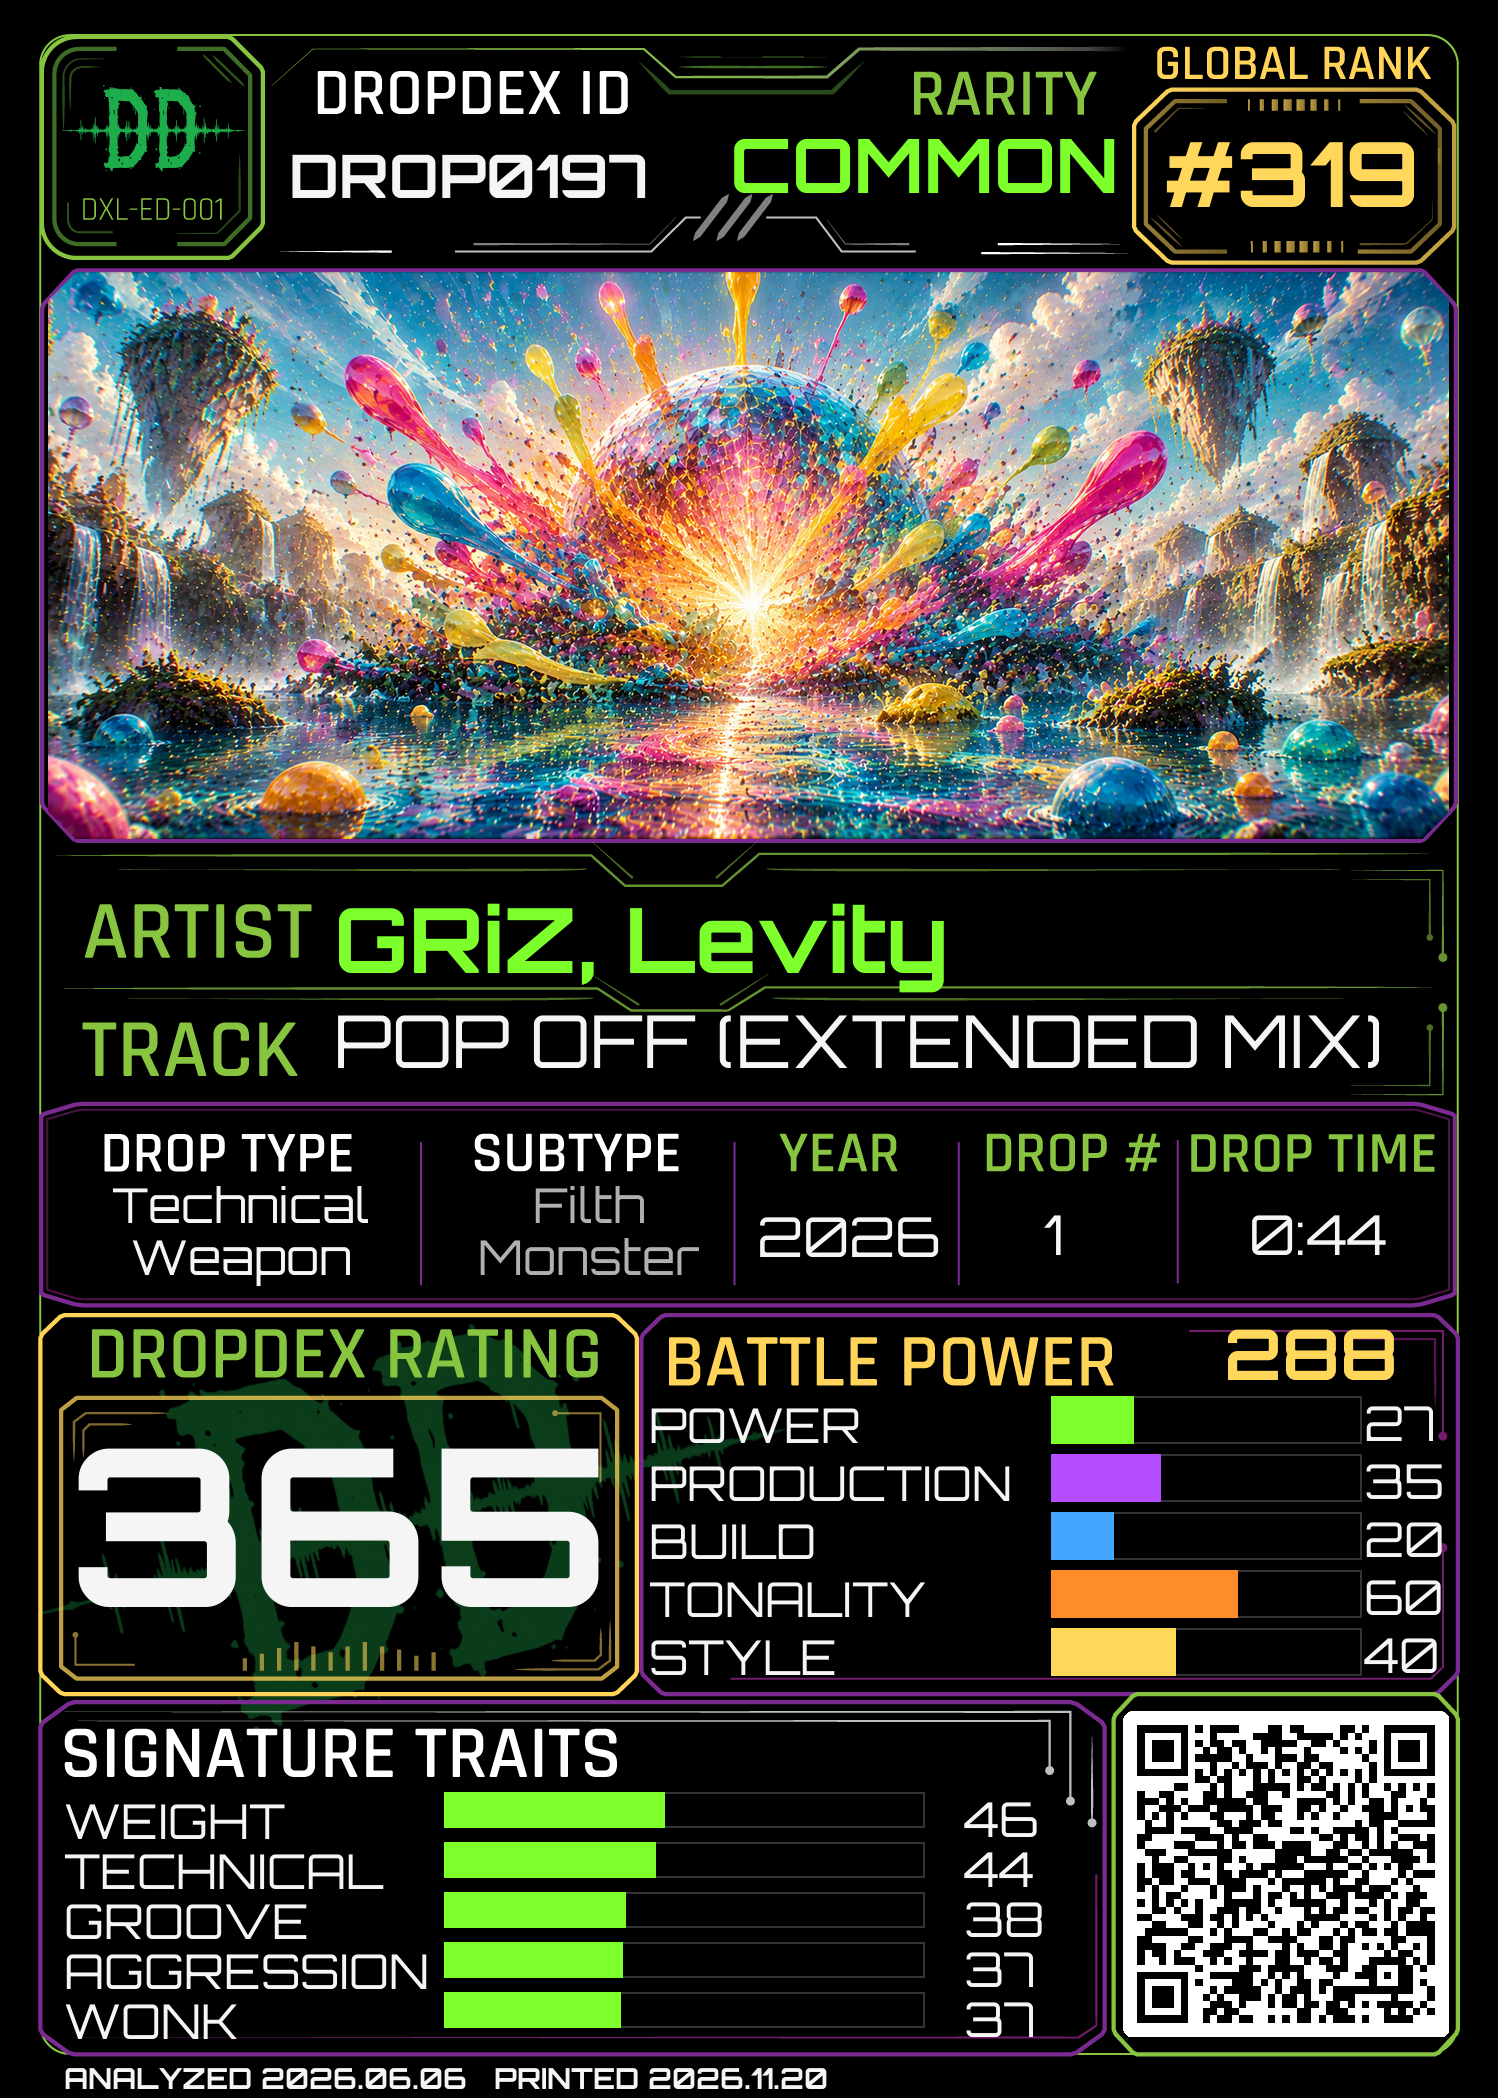 DD
DXL-ED-001
DROPDEX ID
DROP0197
RARITY
COMMON
GLOBAL RANK
#319
ARTIST GRiZ, Levity
TRACK POP OFF (EXTENDED MIX)
DROP TYPE
Technical
Weapon
SUBTYPE
Filth
Monster
YEAR
2026
DROP #
1
DROP TIME
0:44
DROPDEX RATING
365
BATTLE POWER 288
POWER 27
PRODUCTION 35
BUILD 20
TONALITY 60
STYLE 40
SIGNATURE TRAITS
WEIGHT 46
TECHNICAL 44
GROOVE 38
AGGRESSION 37
WONK 37
ANALYZED 2026.06.06 PRINTED 2026.11.20